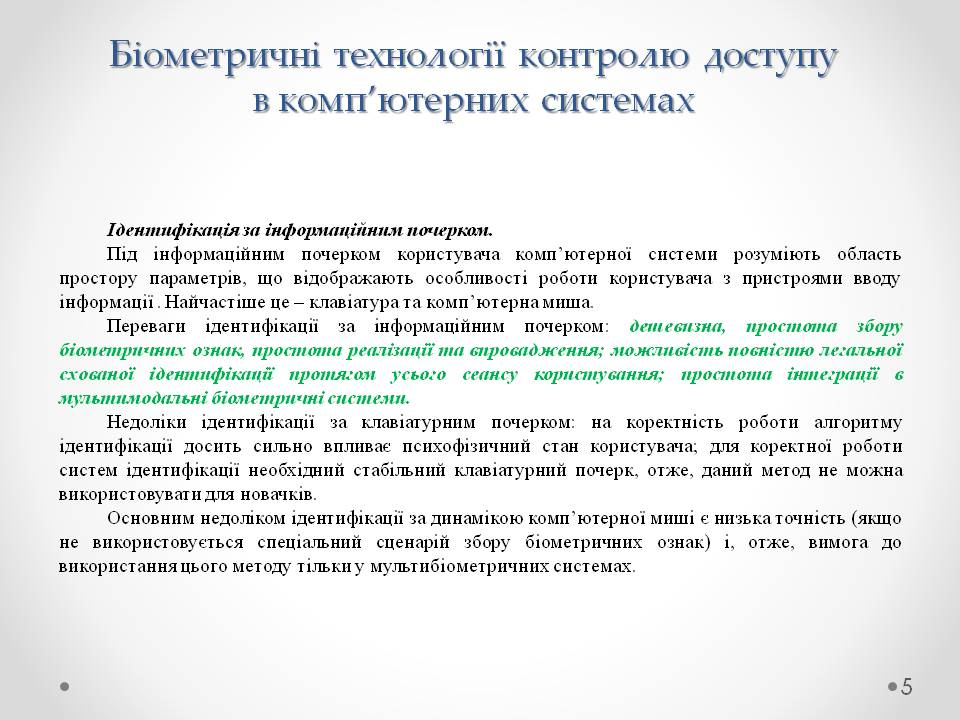 Біометричні технології контролю доступу
в комп’ютерних системах
Ідентифікація за інформаційним почерком.
Під інформаційним почерком користувача комп’ютерної системи розуміють область
простору параметрів, що відображають особливості роботи користувача з пристроями вводу
інформації . Найчастіше це – клавіатура та комп’ютерна миша.
Переваги ідентифікації за інформаційним почерком: дешевизна, простота збору
біометричних ознак, простота реалізації та впровадження; можливість повністю легальної
схованої ідентифікації протягом усього сеансу користування; простота інтеграції в
мультимодальні біометричні системи.
Недоліки ідентифікації за клавіатурним почерком: на коректність роботи алгоритму
ідентифікації досить сильно впливає психофізичний стан користувача; для коректної роботи
систем ідентифікації необхідний стабільний клавіатурний почерк, отже, даний метод не можна
використовувати для новачків.
Основним недоліком ідентифікації за динамікою комп’ютерної миші є низька точність (якщо
не використовується спеціальний сценарій збору біометричних ознак) і, отже, вимога до
використання цього методу тільки у мультибіометричних системах.
5